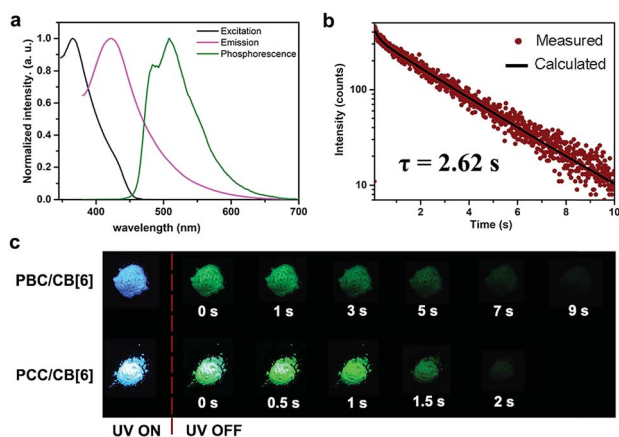 a
Excitation
Emission
Phosphorescence
Normalized intensity. (a. u.)
1.0
0.8
0.6
0.4
0.2
0.0
400
500
600
700
wavelength (nm)
b
Measured
Calculated
Intensity (counts)
100
10
τ = 2.62 s
2
4
6
8
10
Time (s)
c
PBC/CB[6]
0 s
1 s
3 s
5 s
7 s
9 s
PCC/CB[6]
0 s
0.5 s
1 s
1.5 s
2 s
UV ON
UV OFF